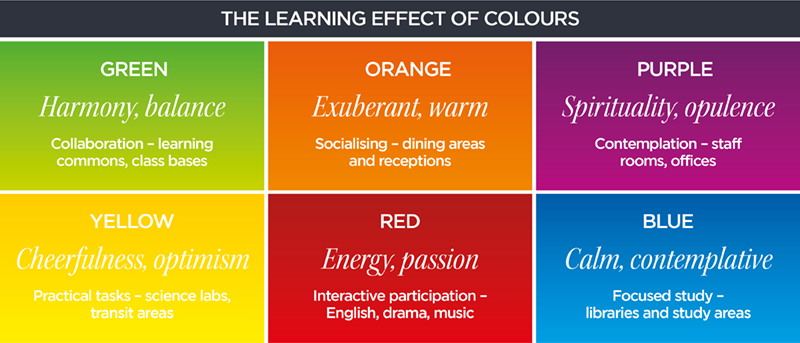 THE LEARNING EFFECT OF COLOURS
GREEN
Harmony, balance
Collaboration – learning
commons, class bases
ORANGE
Exuberant, warm
Socialising – dining areas
and receptions
PURPLE
Spirituality, opulence
Contemplation – staff
rooms, offices
YELLOW
Cheerfulness, optimism
Practical tasks – science labs,
transit areas
RED
Energy, passion
Interactive participation –
English, drama, music
BLUE
Calm, contemplative
Focused study –
libraries and study areas